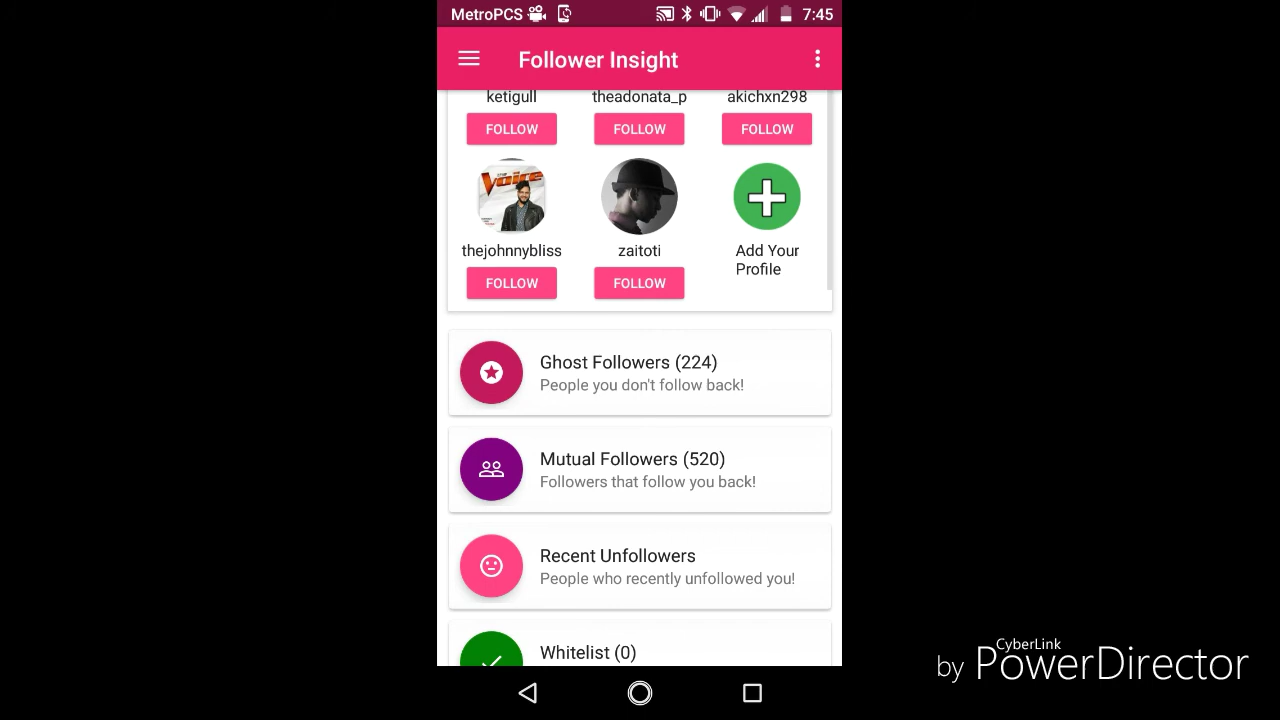 MetroPCS
7:45
Follower Insight
ketigull
theadonata_p
akichxn298
FOLLOW
FOLLOW
FOLLOW
Voice
thejohnnybliss
zaitoti
Add Your
Profile
FOLLOW
FOLLOW
Ghost Followers (224)
People you don't follow back!
Mutual Followers (520)
Followers that follow you back!
Recent Unfollowers
People who recently unfollowed you!
Whitelist (0)
CyberLink
by PowerDirector